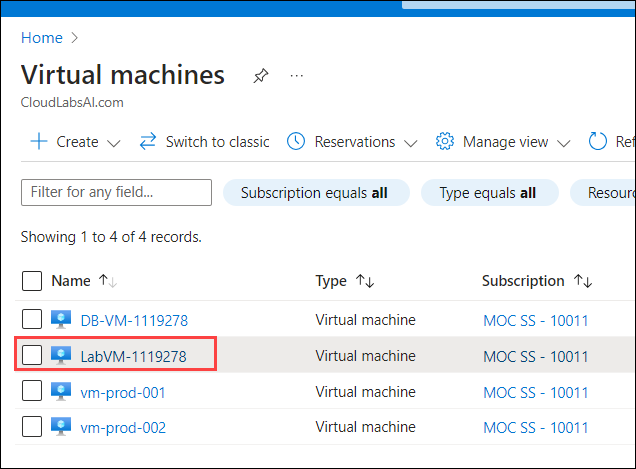 Home
Virtual machines
CloudLabsAI.com
Create Switch to classic Reservations Manage view Ref
Filter for any field... Subscription equals all Type equals all Resourc
Showing 1 to 4 of 4 records.
Name Type Subscription
DB-VM-1119278 Virtual machine MOC SS - 10011
LabVM-1119278 Virtual machine MOC SS - 10011
vm-prod-001 Virtual machine MOC SS - 10011
vm-prod-002 Virtual machine MOC SS - 10011